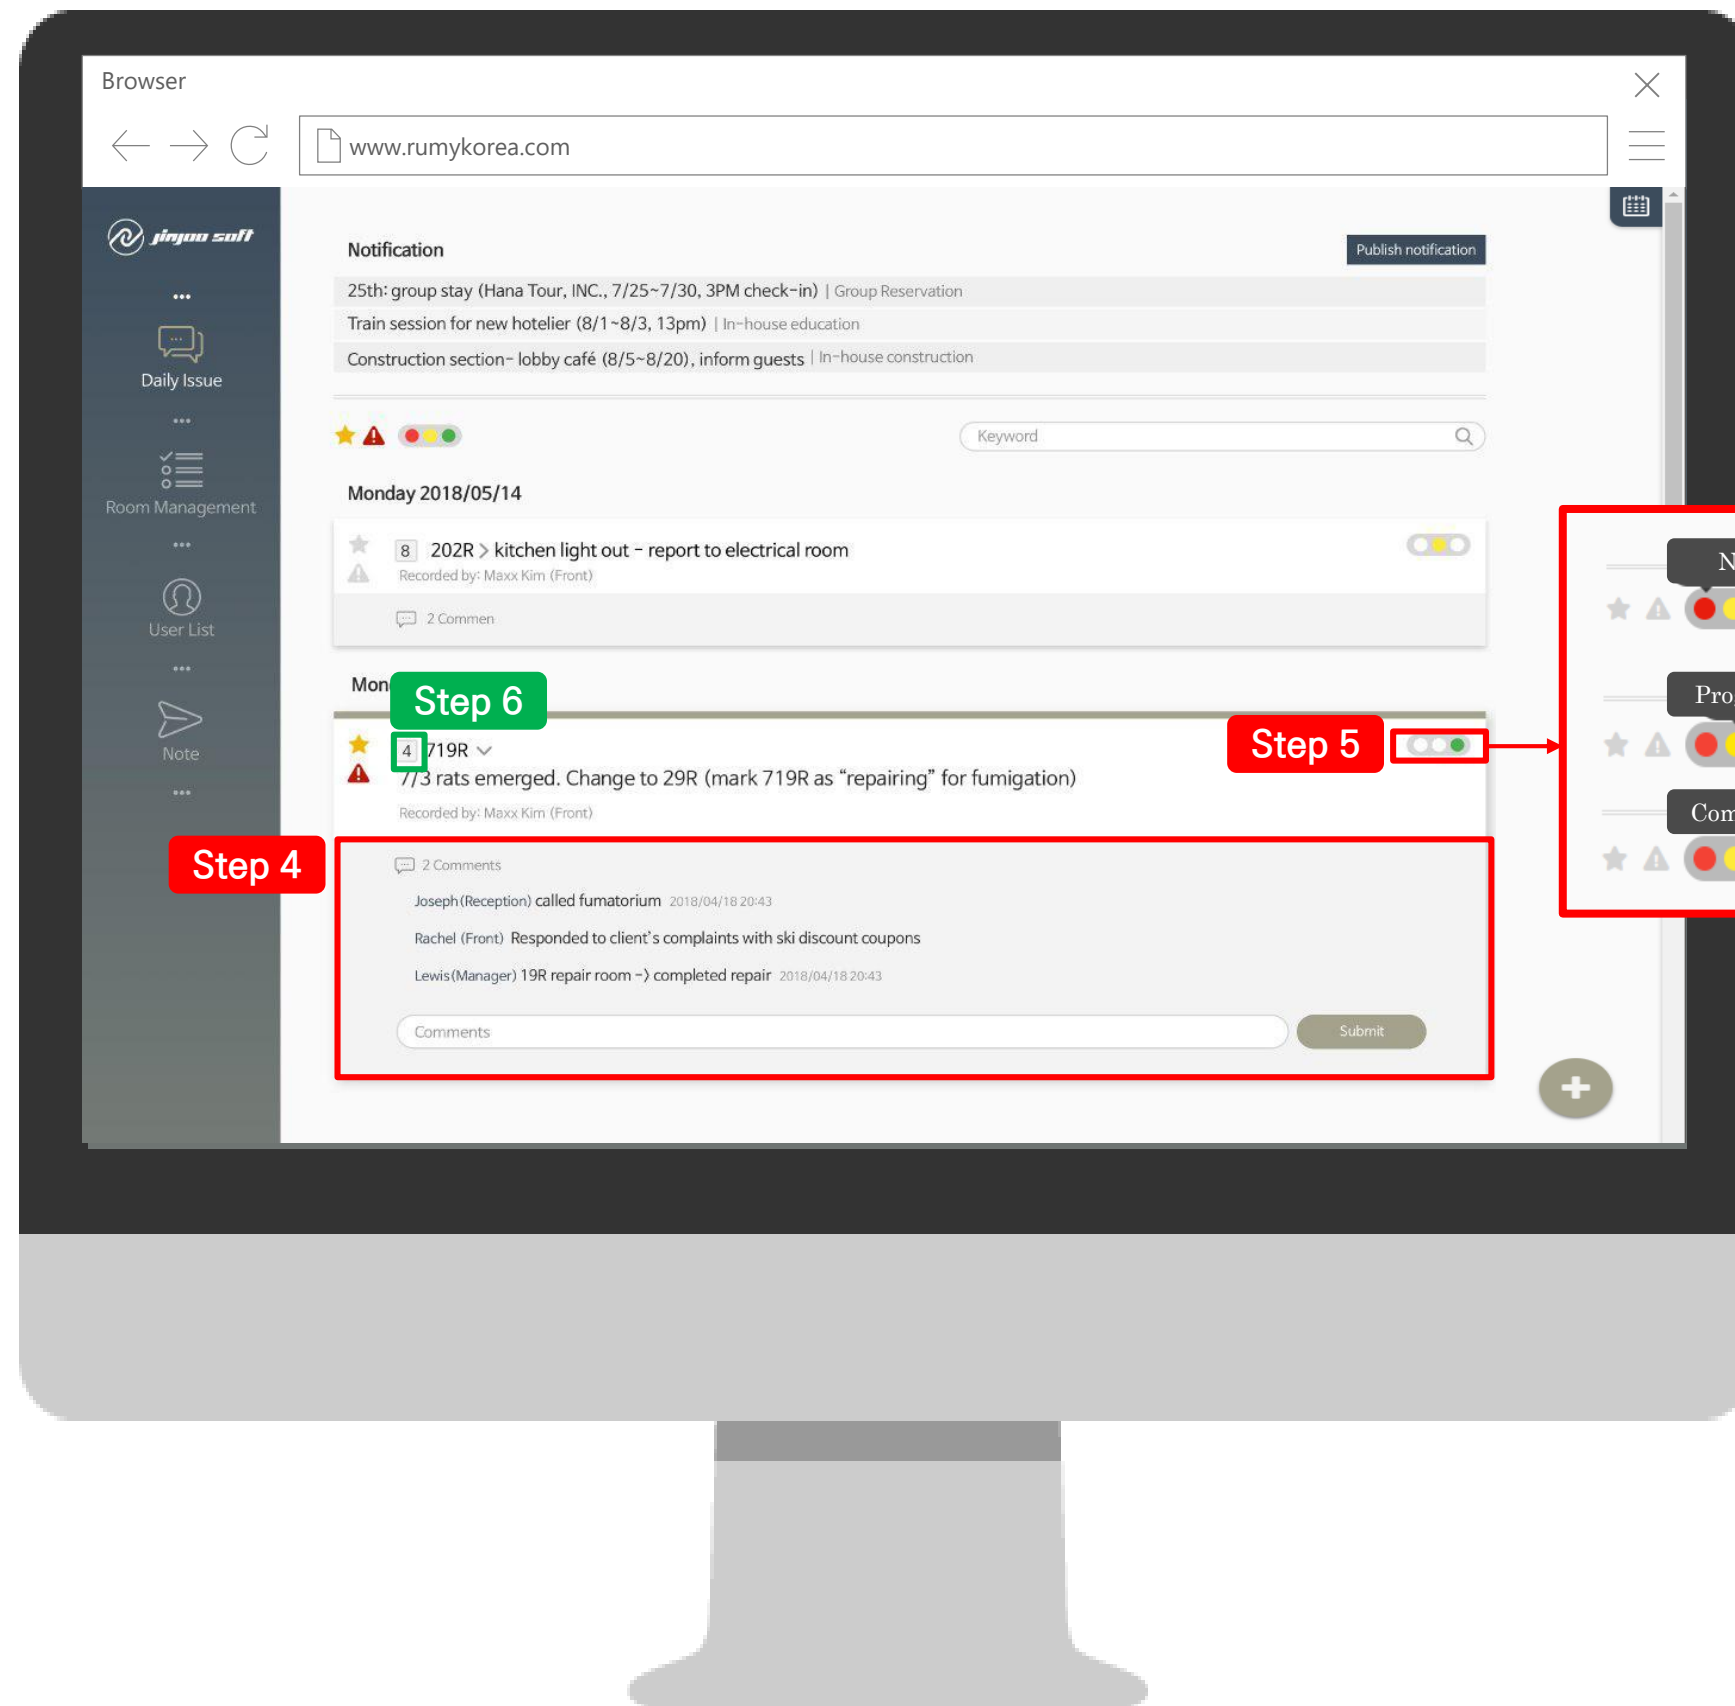 Browser
www.rumykorea.com
jinjoo soft
Notification
Publish notification
25th: group stay (Hana Tour, INC., 7/25~7/30, 3PM check-in) | Group Reservation
Train session for new hotelier (8/1~8/3, 13pm) | In-house education
Construction section- lobby café (8/5~8/20), inform guests | In-house construction
Daily Issue
Keyword
Room Management
Monday 2018/05/14
8 202R > kitchen light out - report to electrical room
Recorded by: Maxx Kim (Front)
2 Commen
User List
Note
Step 6
4 719R
7/3 rats emerged. Change to 29R (mark 719R as "repairing" for fumigation)
Recorded by: Maxx Kim (Front)
Step 5
Step 4
2 Comments
Joseph(Reception) called fumatorium 2018/04/18 20:43
Rachel (Front) Responded to client's complaints with ski discount coupons
Lewis(Manager) 19R repair room -> completed repair 2018/04/18 20:43
Comments
Submit